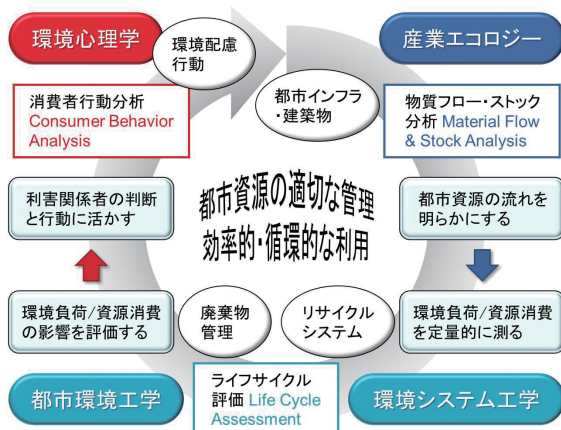 環境心理学
環境配慮
行動
産業エコロジー
消費者行動分析
Consumer Behavior
Analysis
都市インフラ
・建築物
物質フロー・ストック
分析 Material Flow
& Stock Analysis
利害関係者の判断
と行動に活かす
都市資源の適切な管理
効率的・循環的な利用
都市資源の流れを
明らかにする
環境負荷/資源消費
の影響を評価する
廃棄物
管理
リサイクル
システム
環境負荷/資源消費
を定量的に測る
都市環境工学
ライフサイクル
評価 Life Cycle
Assessment
環境システム工学